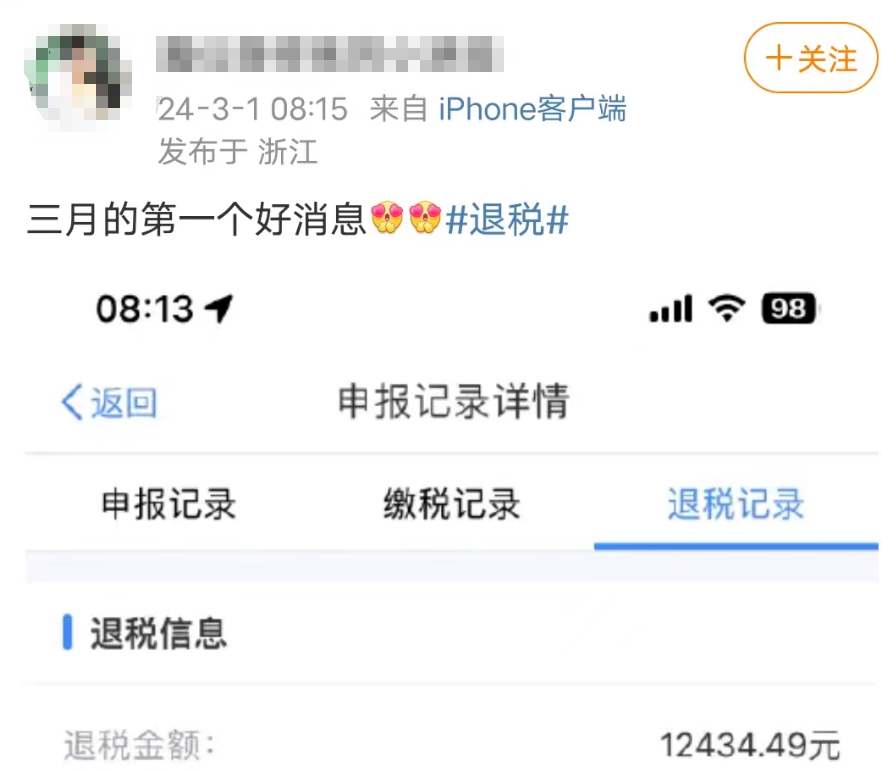 +关注
24-3-1 08:15 来自 iPhone客户端
发布于 浙江
三月的第一个好消息😍😍#退税#
08:13
98
返回
申报记录详情
申报记录 缴税记录 退税记录
退税信息
退税金额: 12434.49元